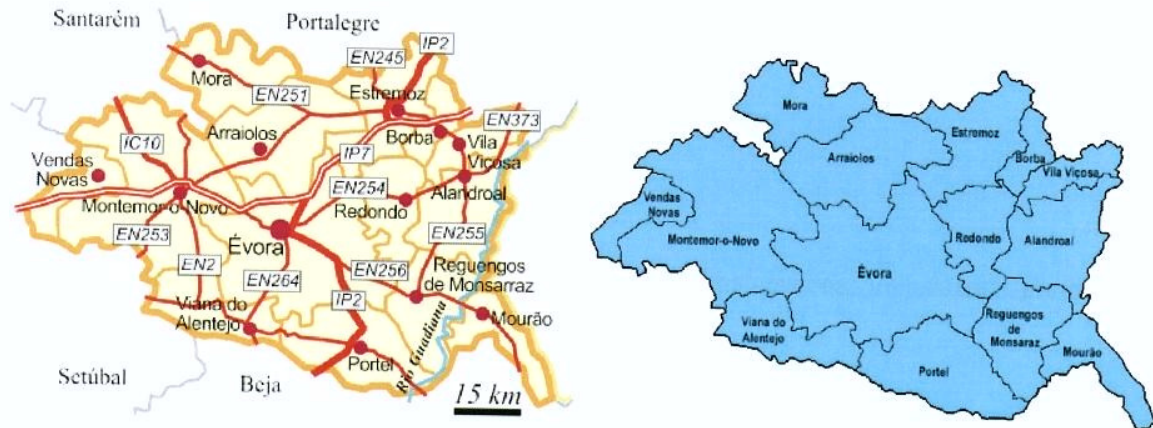 Santarém
Portalegre
IP2
EN245
Mora
EN251
Estremoz
EN373
IC10
Arraiolos
Borba
Vila
Viçosa
IP7
Vendas
Novas
EN254
Alandroal
Montemor-o-Novo
Redondo
EN253
Évora
EN255
EN2
EN264
EN256
Reguengos
de Monsarraz
IP2
Viana do
Alentejo
Mourão
Rio Guadiana
Portel
Setúbal
Beja
15 km
Mora
Estremoz
Arraiolos
Borba
Vila Viçosa
Vendas
Novas
Montemor-o-Novo
Redondo
Alandroal
Évora
Reguengos
de
Monsaraz
Viana do
Alentejo
Mourão
Portel